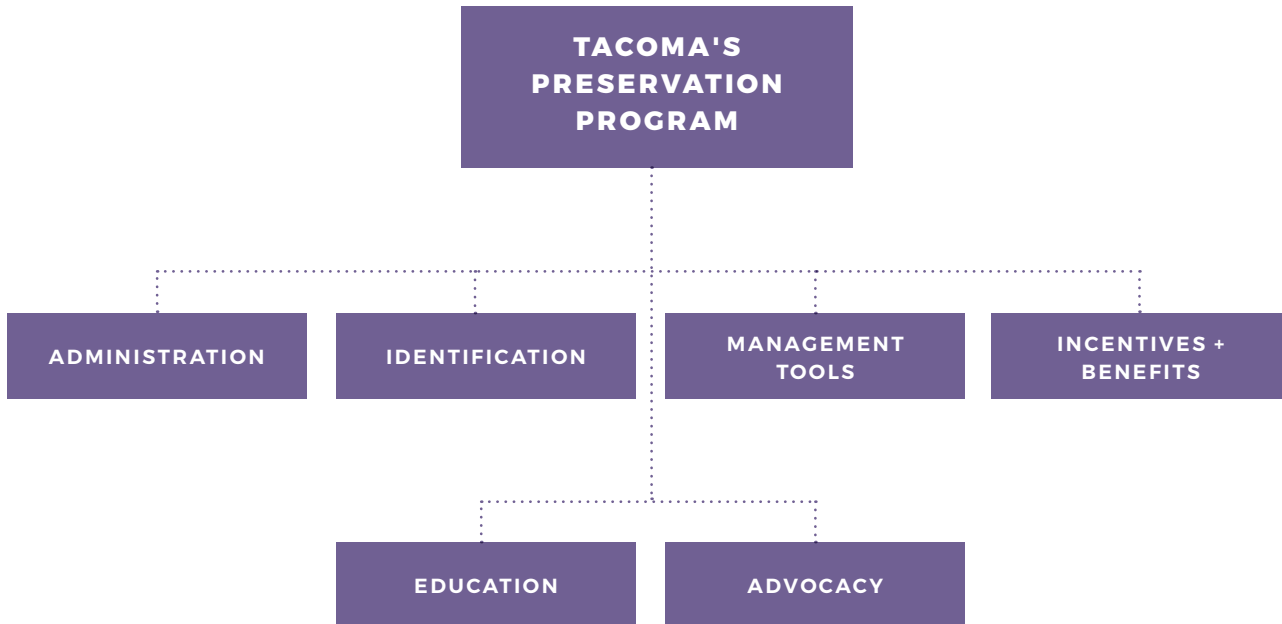 TACOMA'S
PRESERVATION
PROGRAM
ADMINISTRATION
IDENTIFICATION
MANAGEMENT
TOOLS
INCENTIVES +
BENEFITS
EDUCATION
ADVOCACY